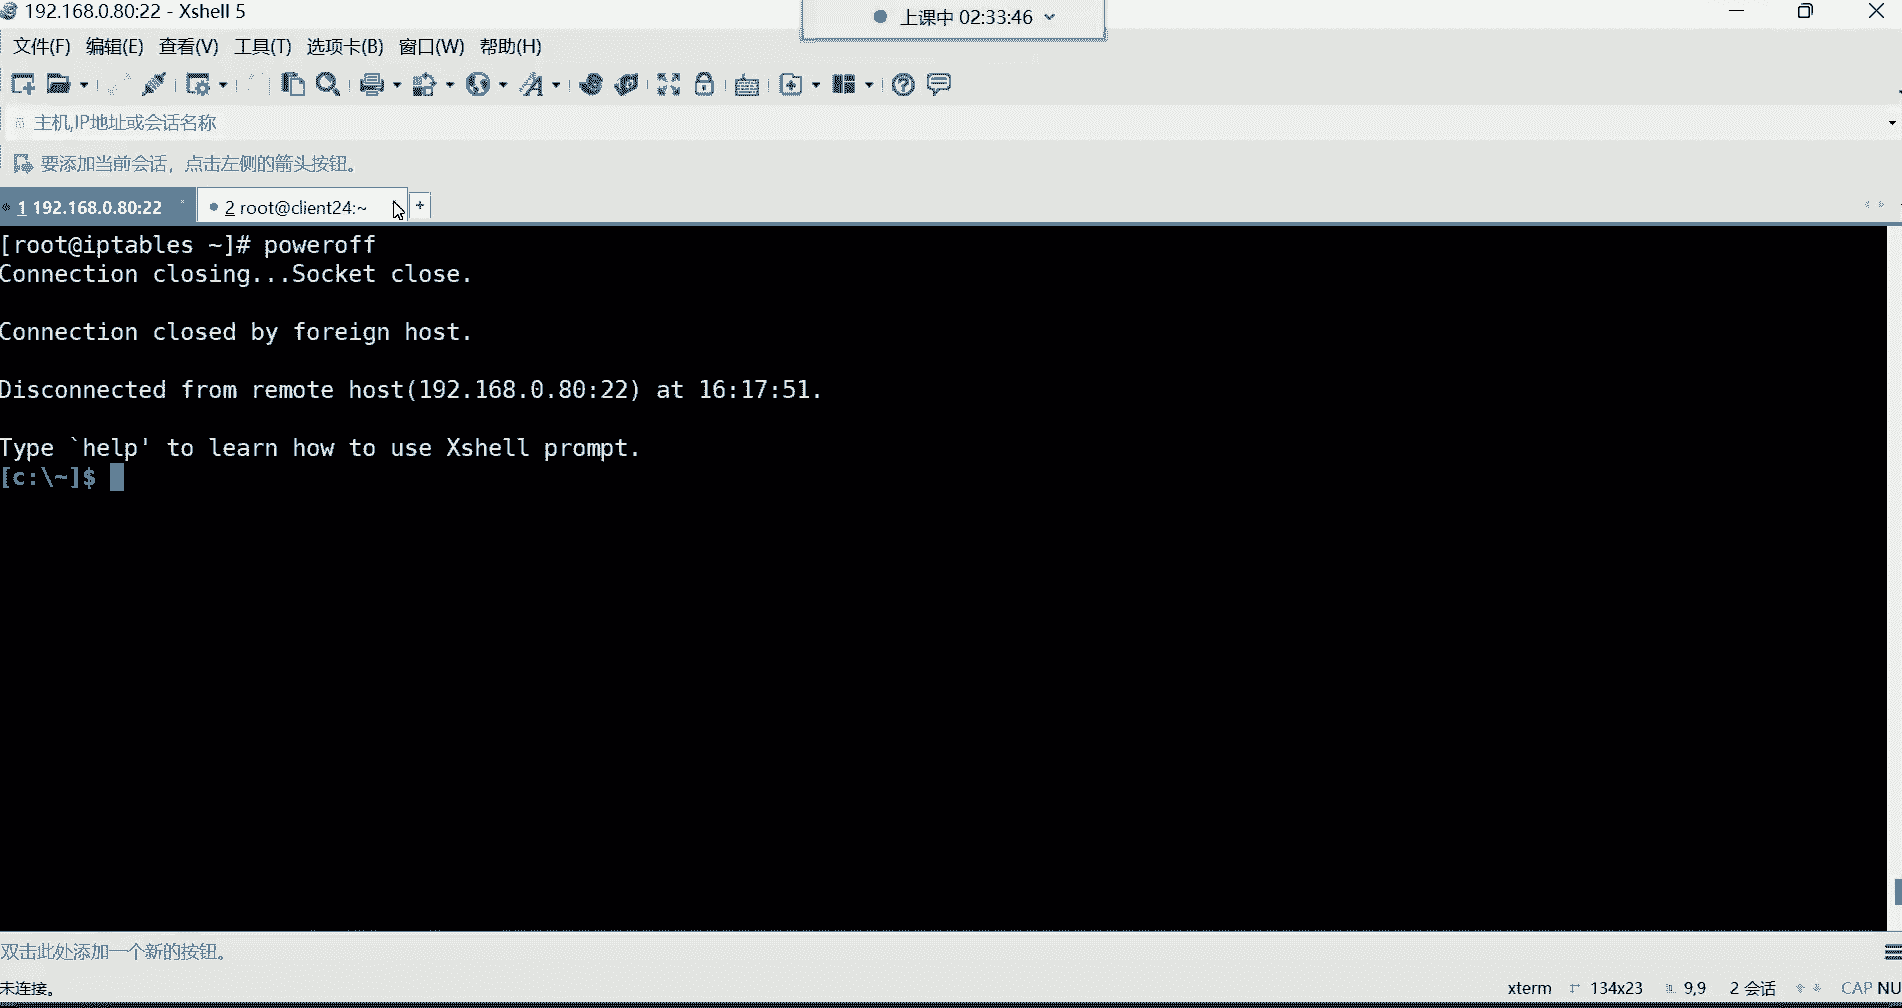 192.168.0.80:22 - Xshell 5
上课中 02:33:46
文件(F) 编辑(E) 查看(V) 工具(T) 选项卡(B) 窗口(W) 帮助(H)
主机,IP地址或会话名称
要添加当前会话，点击左侧的箭头按钮。
1 192.168.0.80:22
2 root@client24:~
[root@iptables ~]# poweroff
Connection closing...Socket close.
Connection closed by foreign host.
Disconnected from remote host(192.168.0.80:22) at 16:17:51.
Type `help' to learn how to use Xshell prompt.
[c:\~]$
双击此处添加一个新的按钮。
未连接。
xterm 134x23 9,9 2 会话 CAP NU